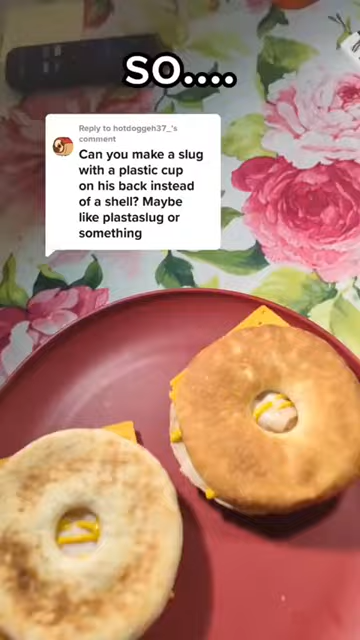 SO....
Reply to hotdoggeh37_'s
comment
Can you make a slug
with a plastic cup
on his back instead
of a shell? Maybe
like plastaslug or
something